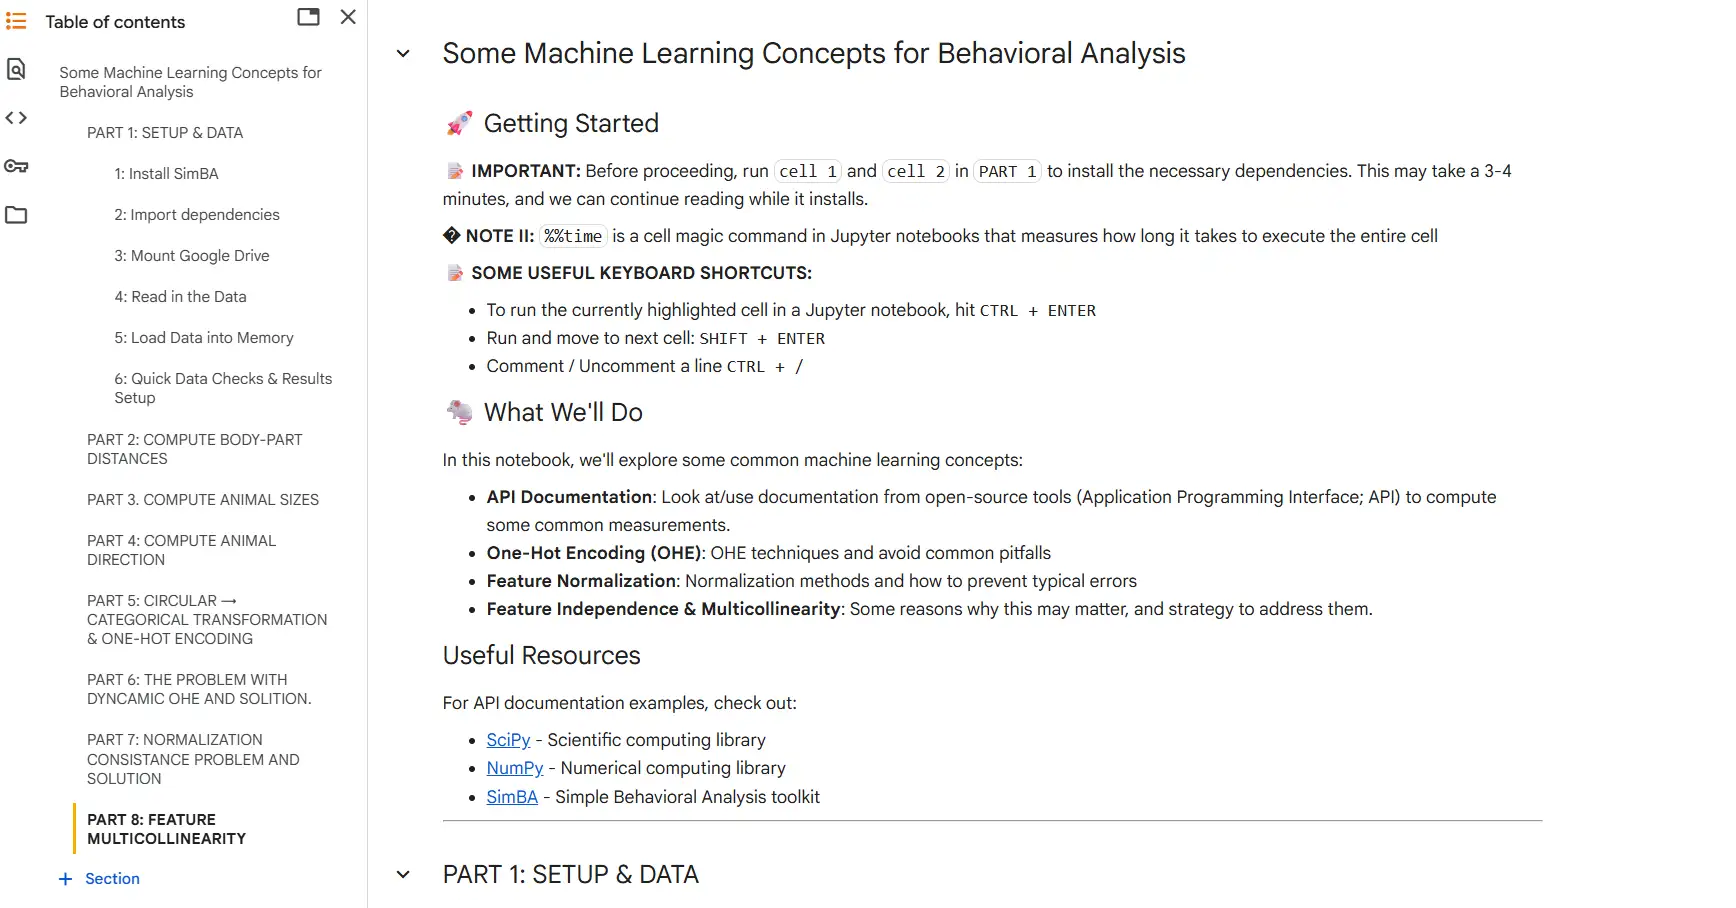 Table of contents
Some Machine Learning Concepts for
Behavioral Analysis
PART 1: SETUP & DATA
1: Install SimBA
2: Import dependencies
3: Mount Google Drive
4: Read in the Data
5: Load Data into Memory
6: Quick Data Checks & Results
Setup
PART 2: COMPUTE BODY-PART
DISTANCES
PART 3. COMPUTE ANIMAL SIZES
PART 4: COMPUTE ANIMAL
DIRECTION
PART 5: CIRCULAR →
CATEGORICAL TRANSFORMATION
& ONE-HOT ENCODING
PART 6: THE PROBLEM WITH
DYNCAMIC OHE AND SOLITION.
PART 7: NORMALIZATION
CONSISTANCE PROBLEM AND
SOLUTION
PART 8: FEATURE
MULTICOLLINEARITY
+ Section
Some Machine Learning Concepts for Behavioral Analysis
🚀 Getting Started
📝 IMPORTANT: Before proceeding, run cell 1 and cell 2 in PART 1 to install the necessary dependencies. This may take a 3-4
minutes, and we can continue reading while it installs.
� NOTE II: %%time is a cell magic command in Jupyter notebooks that measures how long it takes to execute the entire cell
📝 SOME USEFUL KEYBOARD SHORTCUTS:
• To run the currently highlighted cell in a Jupyter notebook, hit CTRL + ENTER
• Run and move to next cell: SHIFT + ENTER
• Comment / Uncomment a line CTRL + /
🐁 What We'll Do
In this notebook, we'll explore some common machine learning concepts:
• API Documentation: Look at/use documentation from open-source tools (Application Programming Interface; API) to compute
some common measurements.
• One-Hot Encoding (OHE): OHE techniques and avoid common pitfalls
• Feature Normalization: Normalization methods and how to prevent typical errors
• Feature Independence & Multicollinearity: Some reasons why this may matter, and strategy to address them.
Useful Resources
For API documentation examples, check out:
• SciPy - Scientific computing library
• NumPy - Numerical computing library
• SimBA - Simple Behavioral Analysis toolkit
PART 1: SETUP & DATA